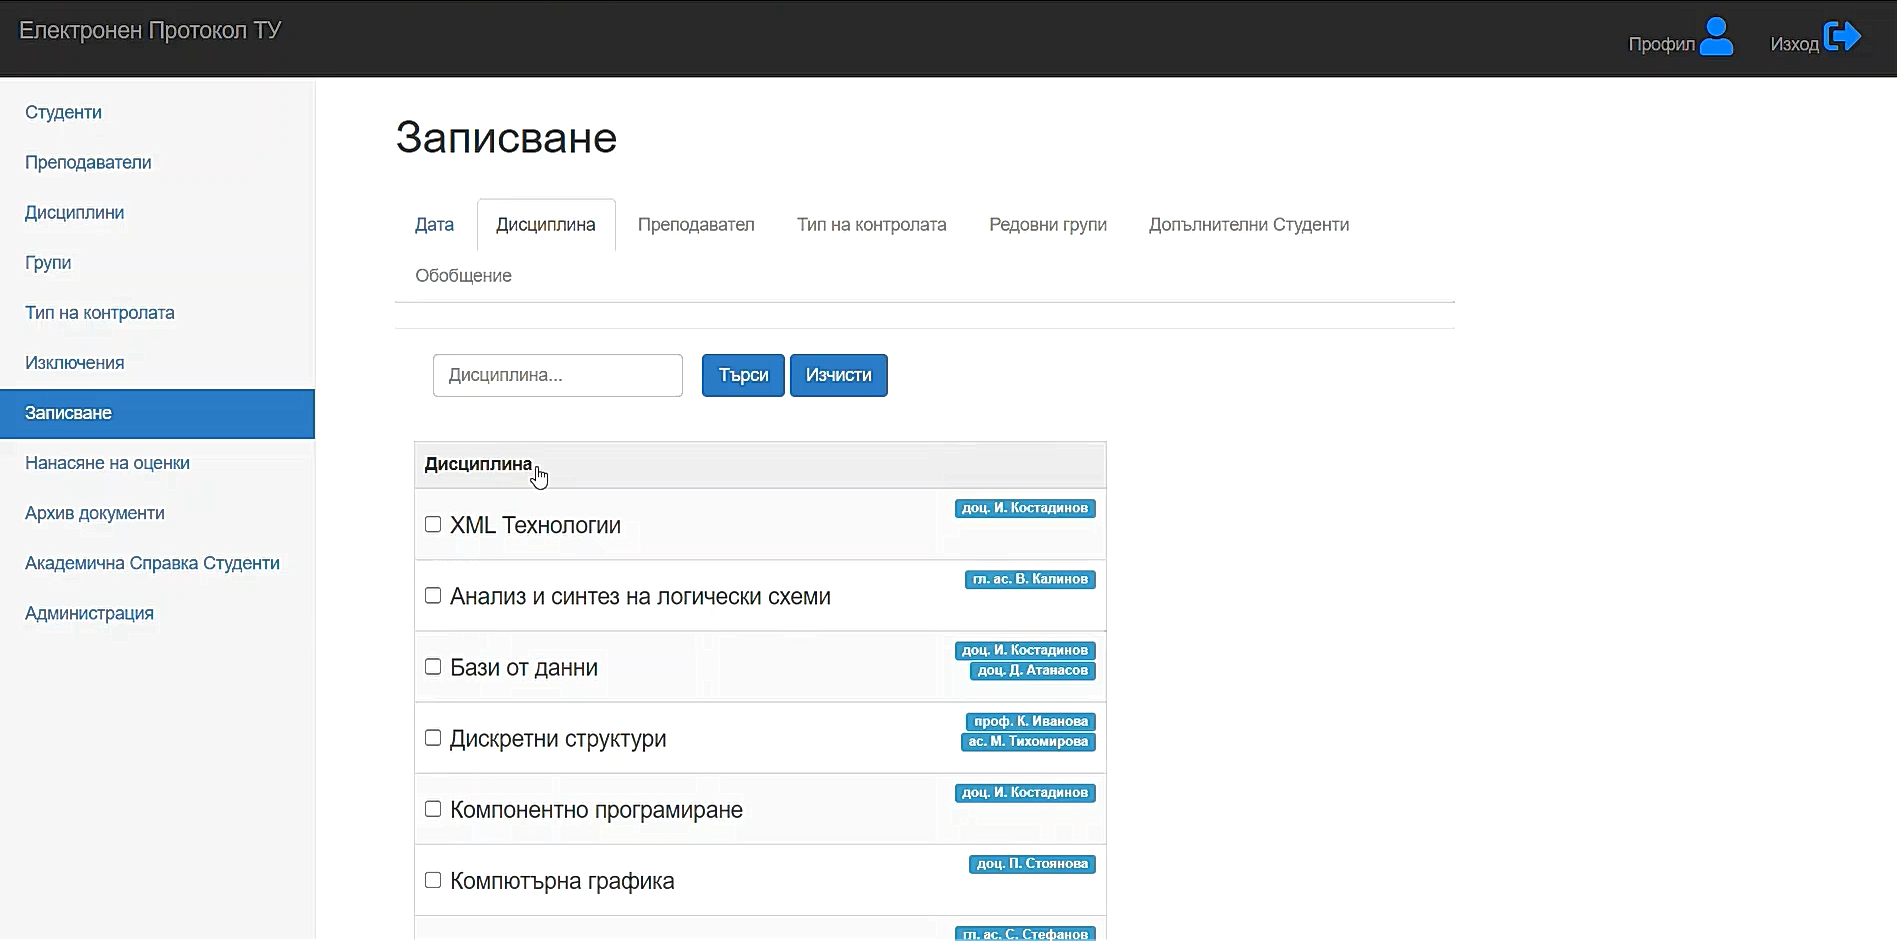 Електронен Протокол ТУ
Профил
Изход
Студенти
Преподаватели
Дисциплини
Групи
Тип на контролата
Изключения
Записване
Нанасяне на оценки
Архив документи
Академична Справка Студенти
Администрация
Записване
Дата Дисциплина Преподавател Тип на контролата Редовни групи Допълнителни Студенти
Обобщение
Дисциплина... Търси Изчисти
Дисциплина
XML Технологии
доц. И. Костадинов
Анализ и синтез на логически схеми
гл. ас. В. Калинов
Бази от данни
доц. И. Костадинов
доц. Д. Атанасов
Дискретни структури
проф. К. Иванова
ас. М. Тихомирова
Компонентно програмиране
доц. И. Костадинов
Компютърна графика
доц. П. Стоянова
гл. ас. С. Стефанов